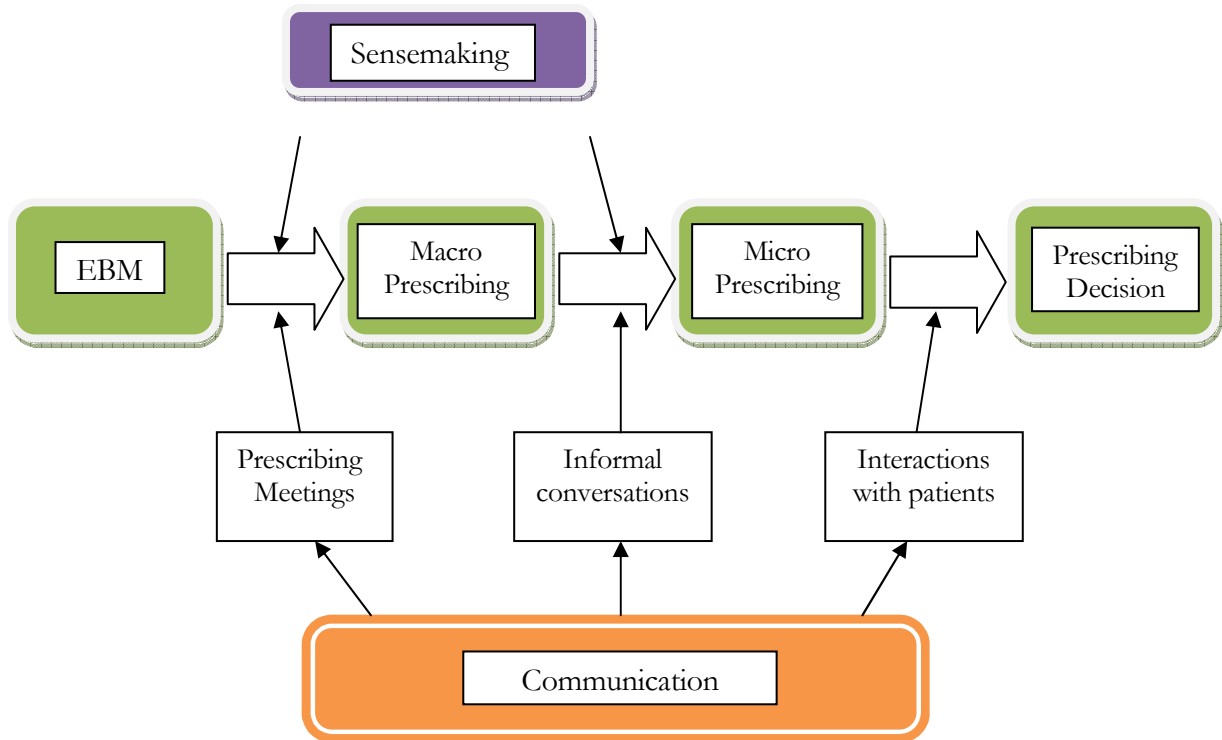 Sensemaking
EBM
Macro
Prescribing
Micro
Prescribing
Prescribing
Decision
Prescribing
Meetings
Informal
conversations
Interactions
with patients
Communication